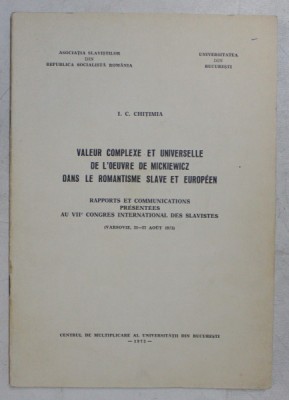 ASOCIAȚIA SLAVIȘTILOR
DIN
REPUBLICA SOCIALISTĂ ROMÂNIA
UNIVERSITATEA
DIN
BUCUREȘTI
I. C. CHIȚIMIA
VALEUR COMPLEXE ET UNIVERSELLE
DE L'OEUVRE DE MICKIEWICZ
DANS LE ROMANTISME SLAVE ET EUROPÉEN
RAPPORTS ET COMMUNICATIONS
PRÉSENTÉES
AU VIIᵉ CONGRÈS INTERNATIONAL DES SLAVISTES
(VARSOVIE, 21—27 AOÛT 1973)
CENTRUL DE MULTIPLICARE AL UNIVERSITĂȚII DIN BUCUREȘTI
— 1973 —